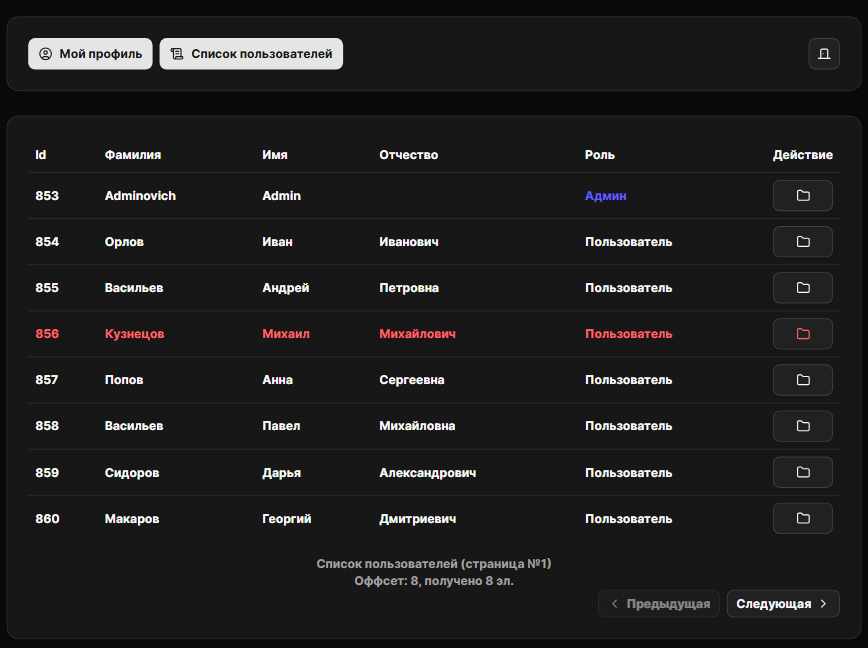 Мой профиль Список пользователей
Id Фамилия Имя Отчество Роль Действие
853 Adminovich Admin Админ
854 Орлов Иван Иванович Пользователь
855 Васильев Андрей Петровна Пользователь
856 Кузнецов Михаил Михайлович Пользователь
857 Попов Анна Сергеевна Пользователь
858 Васильев Павел Михайловна Пользователь
859 Сидоров Дарья Александрович Пользователь
860 Макаров Георгий Дмитриевич Пользователь
Список пользователей (страница №1)
Оффсет: 8, получено 8 эл.
Предыдущая Следующая